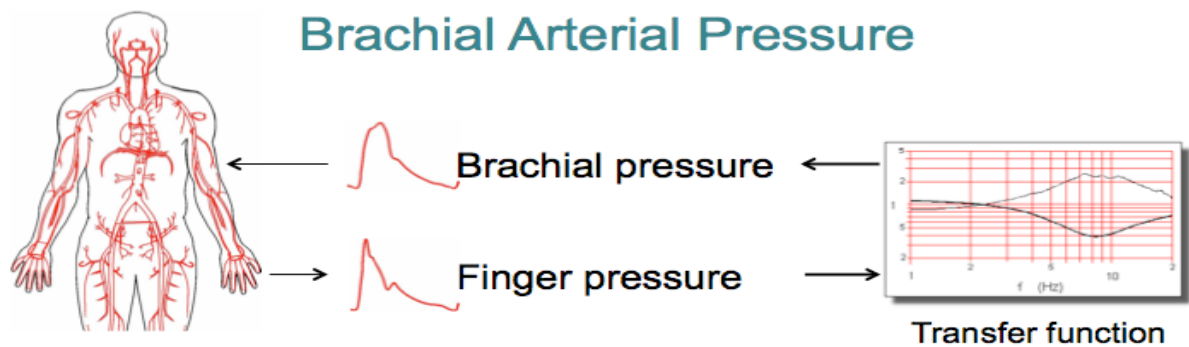 Brachial Arterial Pressure
Brachial pressure
Finger pressure
5
2
1
5
2
1
2
5
10
2
f (Hz)
Transfer function